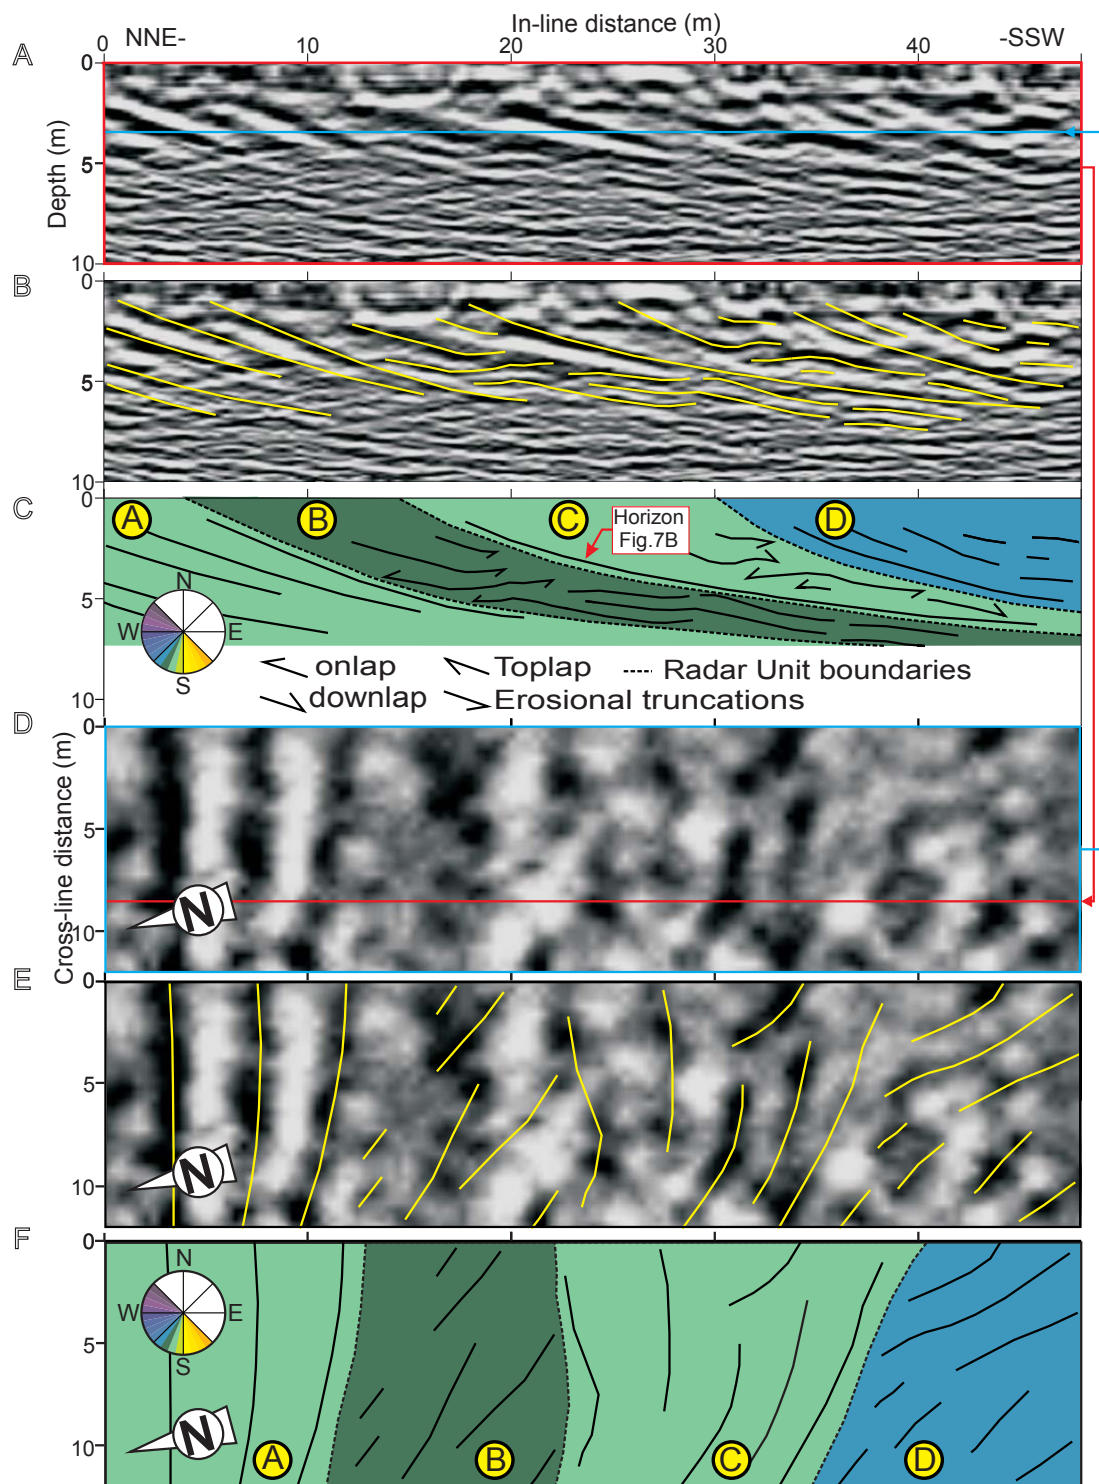 In-line distance (m)
A
0 NNE- 10 20 30 40 -SSW
0
Depth (m)
5
10
B
0
5
10
C
0
A B C D
Horizon
Fig.7B
5
N
W E
S
onlap Toplap Radar Unit boundaries
downlap Erosional truncations
10
D
0
Cross-line distance (m)
5
N
10
E
0
5
N
10
F
0
N
W E
S
5
N
10
A B C D